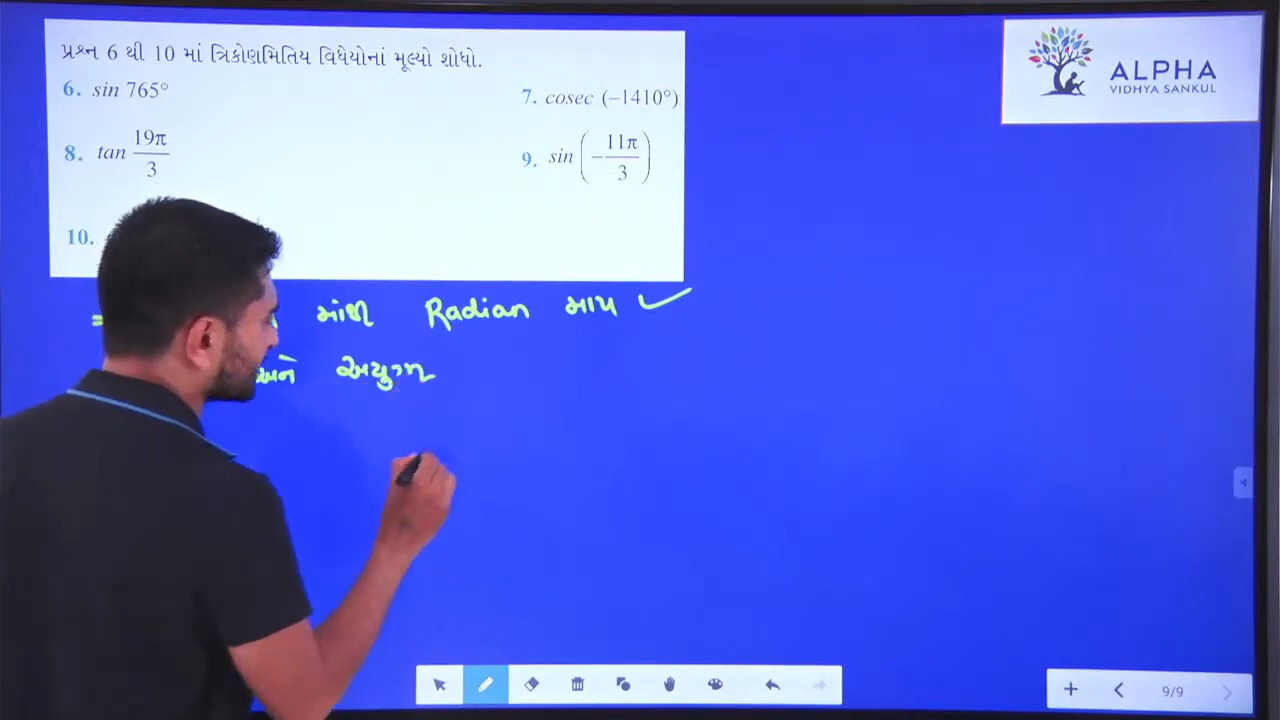 પ્રશ્ન 6 થી 10 માં ત્રિકોણમિતિય વિધેયોનાં મૂલ્યો શોધો.
6. sin 765°
7. cosec (–1410°)
8. tan 19π/3
9. sin (–11π/3)
10.
ALPHA
VIDHYA SANKUL
= માંથી Radian માપ ✓
અને અયુગ્મ
9/9